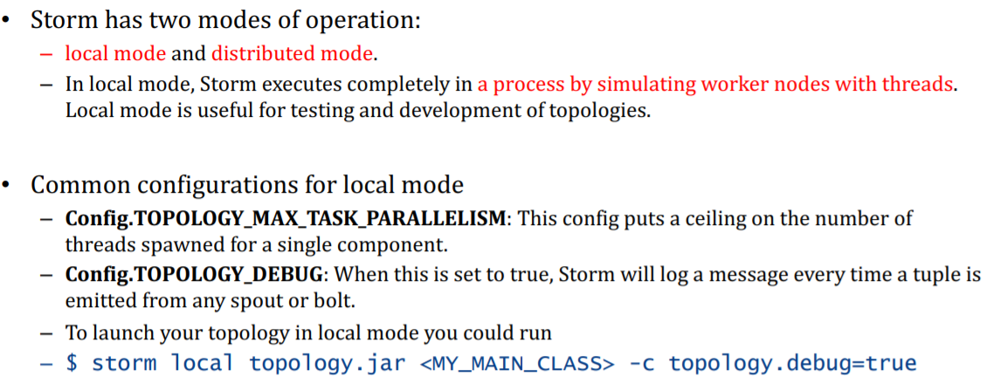 • Storm has two modes of operation:
– local mode and distributed mode.
– In local mode, Storm executes completely in a process by simulating worker nodes with threads.
Local mode is useful for testing and development of topologies.
• Common configurations for local mode
– Config.TOPOLOGY_MAX_TASK_PARALLELISM: This config puts a ceiling on the number of
threads spawned for a single component.
– Config.TOPOLOGY_DEBUG: When this is set to true, Storm will log a message every time a tuple is
emitted from any spout or bolt.
– To launch your topology in local mode you could run
– $ storm local topology.jar <MY_MAIN_CLASS> -c topology.debug=true